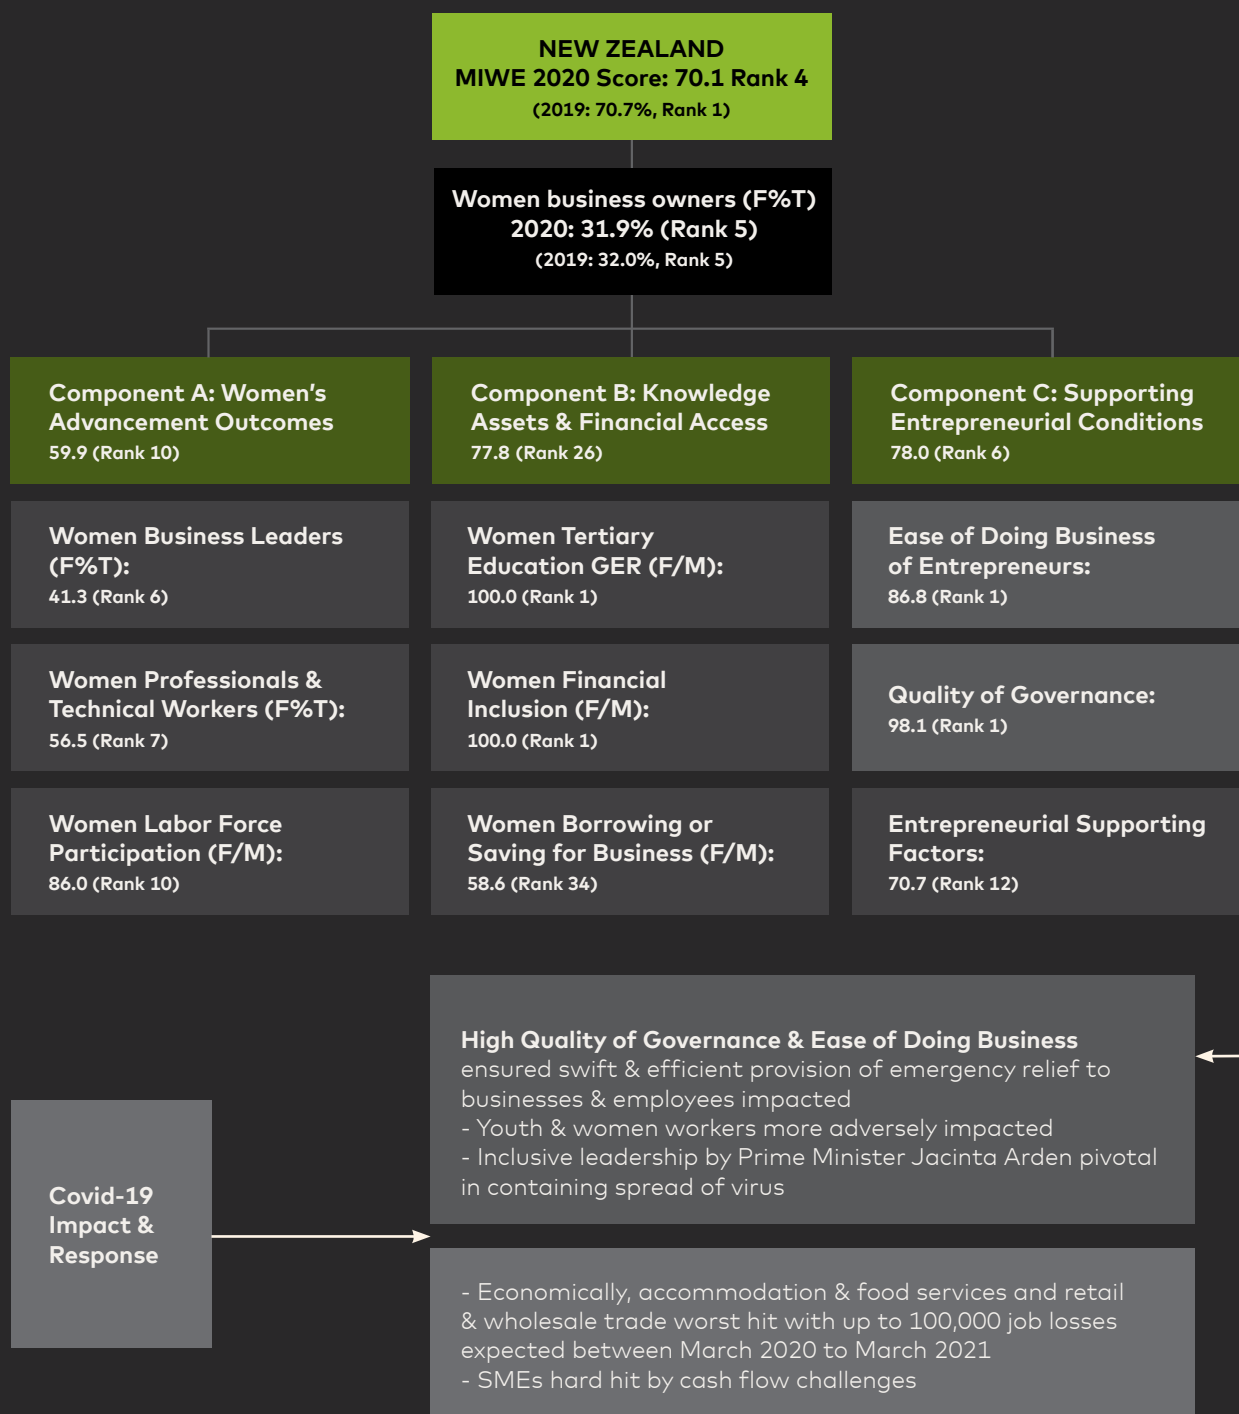 NEW ZEALAND
MIWE 2020 Score: 70.1 Rank 4
(2019: 70.7%, Rank 1)
Women business owners (F%T)
2020: 31.9% (Rank 5)
(2019: 32.0%, Rank 5)
Component A: Women's
Advancement Outcomes
59.9 (Rank 10)
Women Business Leaders
(F%T):
41.3 (Rank 6)
Women Professionals &
Technical Workers (F%T):
56.5 (Rank 7)
Women Labor Force
Participation (F/M):
86.0 (Rank 10)
Component B: Knowledge
Assets & Financial Access
77.8 (Rank 26)
Women Tertiary
Education GER (F/M):
100.0 (Rank 1)
Women Financial
Inclusion (F/M):
100.0 (Rank 1)
Women Borrowing or
Saving for Business (F/M):
58.6 (Rank 34)
Component C: Supporting
Entrepreneurial Conditions
78.0 (Rank 6)
Ease of Doing Business
of Entrepreneurs:
86.8 (Rank 1)
Quality of Governance:
98.1 (Rank 1)
Entrepreneurial Supporting
Factors:
70.7 (Rank 12)
Covid-19
Impact &
Response
High Quality of Governance & Ease of Doing Business
ensured swift & efficient provision of emergency relief to
businesses & employees impacted
- Youth & women workers more adversely impacted
- Inclusive leadership by Prime Minister Jacinta Arden pivotal
in containing spread of virus
- Economically, accommodation & food services and retail
& wholesale trade worst hit with up to 100,000 job losses
expected between March 2020 to March 2021
- SMEs hard hit by cash flow challenges